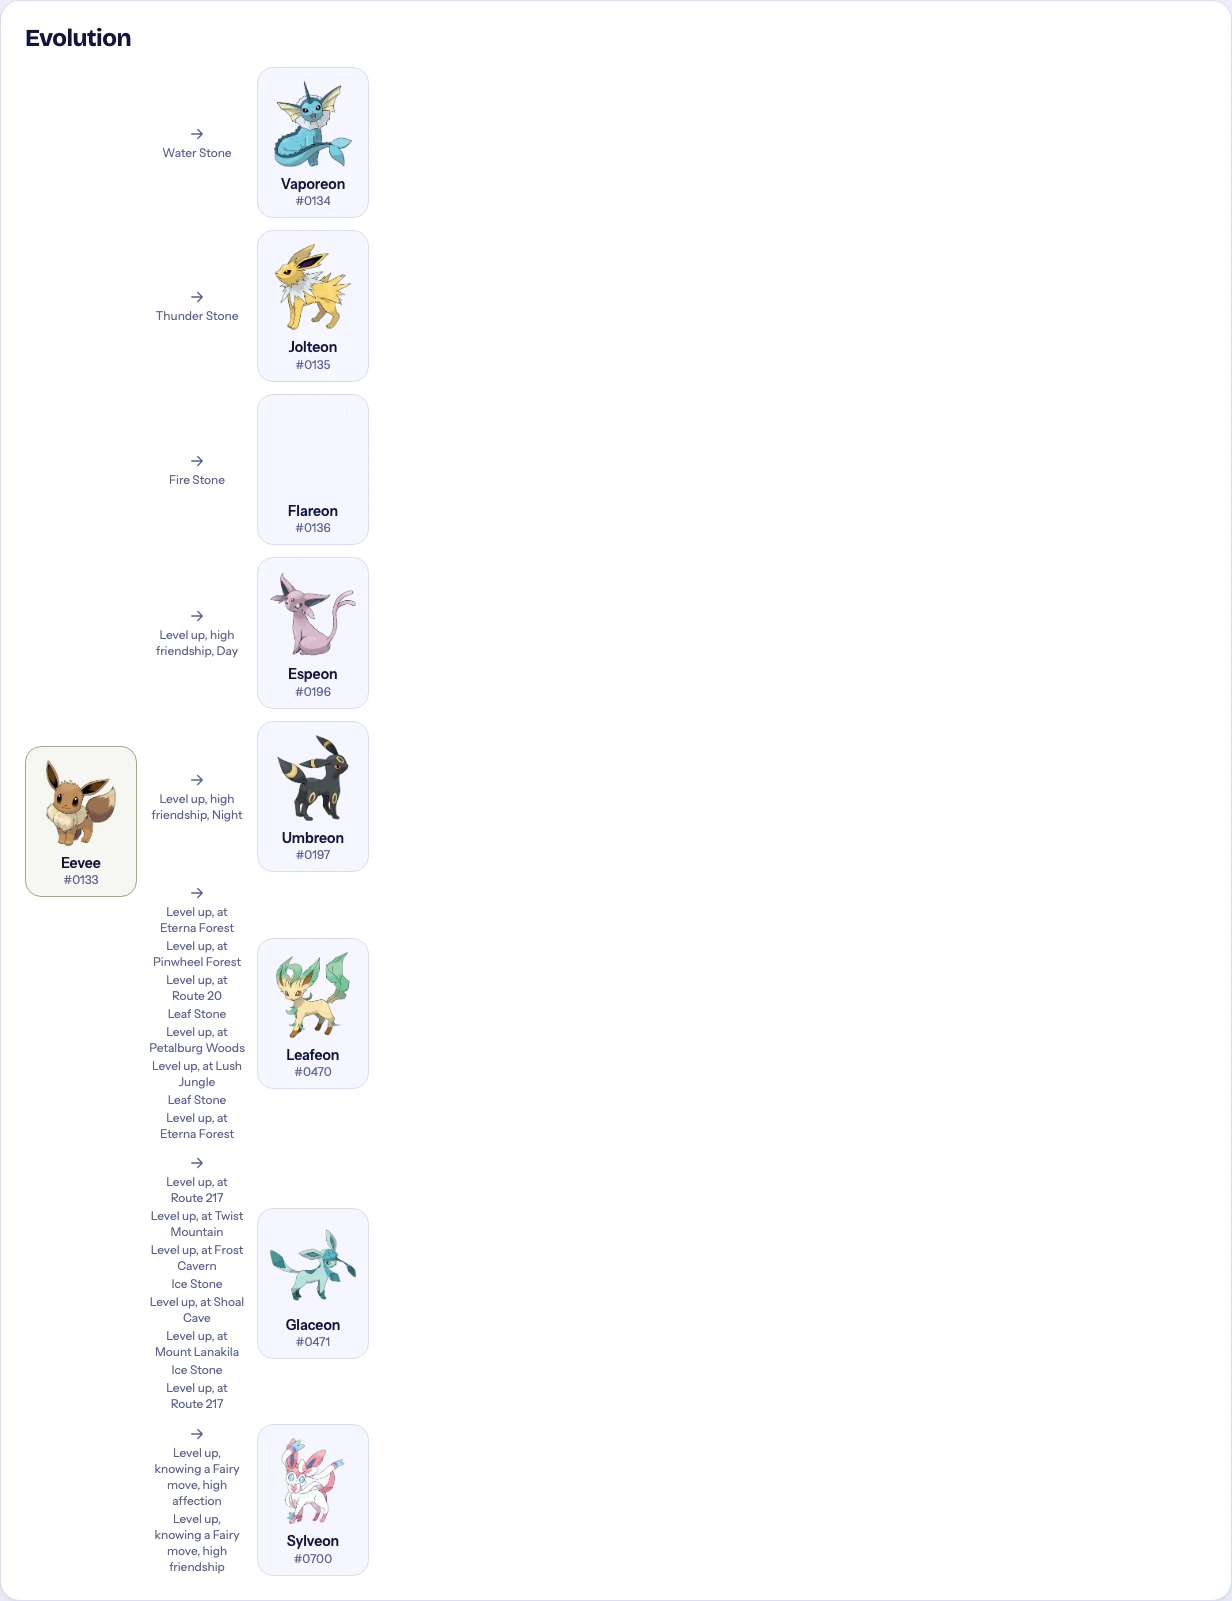 Evolution
Eevee
#0133
→
Water Stone
Vaporeon
#0134
→
Thunder Stone
Jolteon
#0135
→
Fire Stone
Flareon
#0136
→
Level up, high
friendship, Day
Espeon
#0196
→
Level up, high
friendship, Night
Umbreon
#0197
→
Level up, at
Eterna Forest
Level up, at
Pinwheel Forest
Level up, at
Route 20
Leaf Stone
Level up, at
Petalburg Woods
Level up, at Lush
Jungle
Leaf Stone
Level up, at
Eterna Forest
Leafeon
#0470
→
Level up, at
Route 217
Level up, at Twist
Mountain
Level up, at Frost
Cavern
Ice Stone
Level up, at Shoal
Cave
Level up, at
Mount Lanakila
Ice Stone
Level up, at
Route 217
Glaceon
#0471
→
Level up,
knowing a Fairy
move, high
affection
Level up,
knowing a Fairy
move, high
friendship
Sylveon
#0700